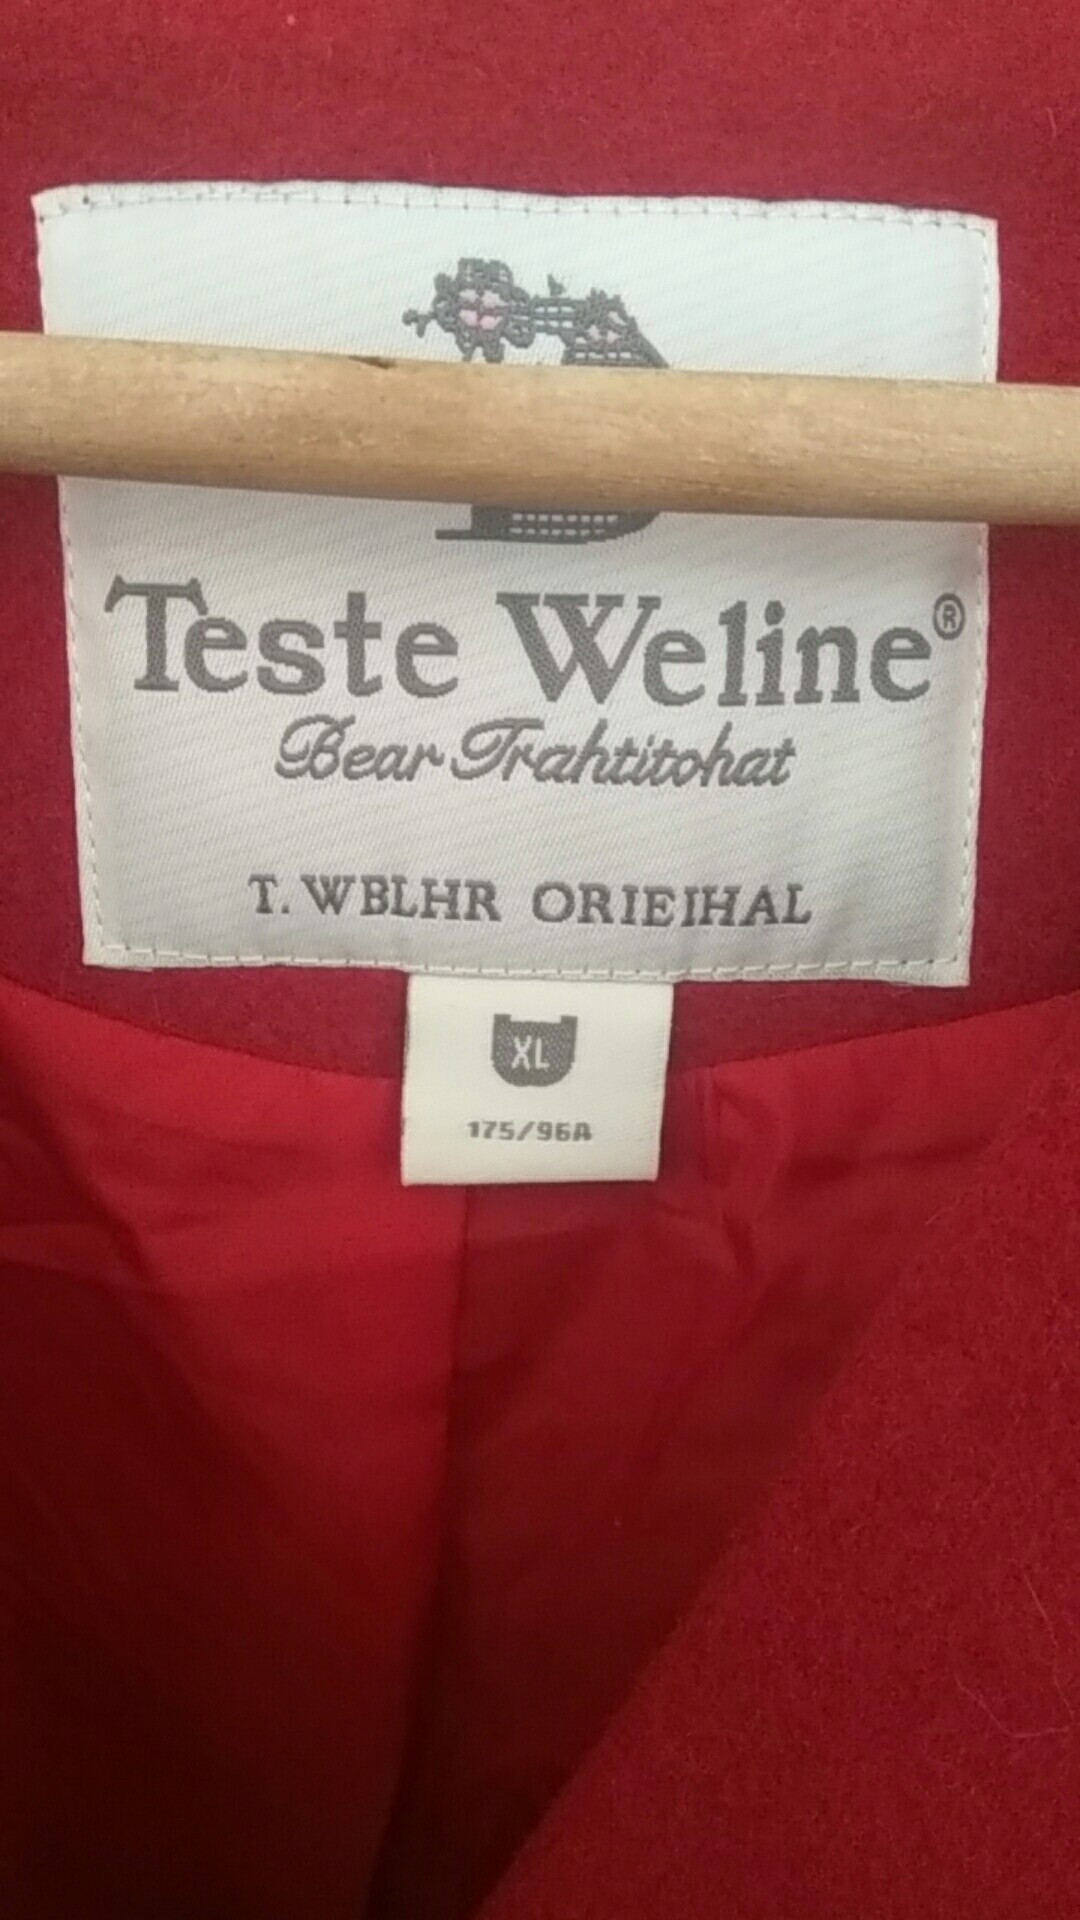 Teste Weline®
Bear Trahtitohat
T. WBLHR ORIEIHAL
XL
175/96A